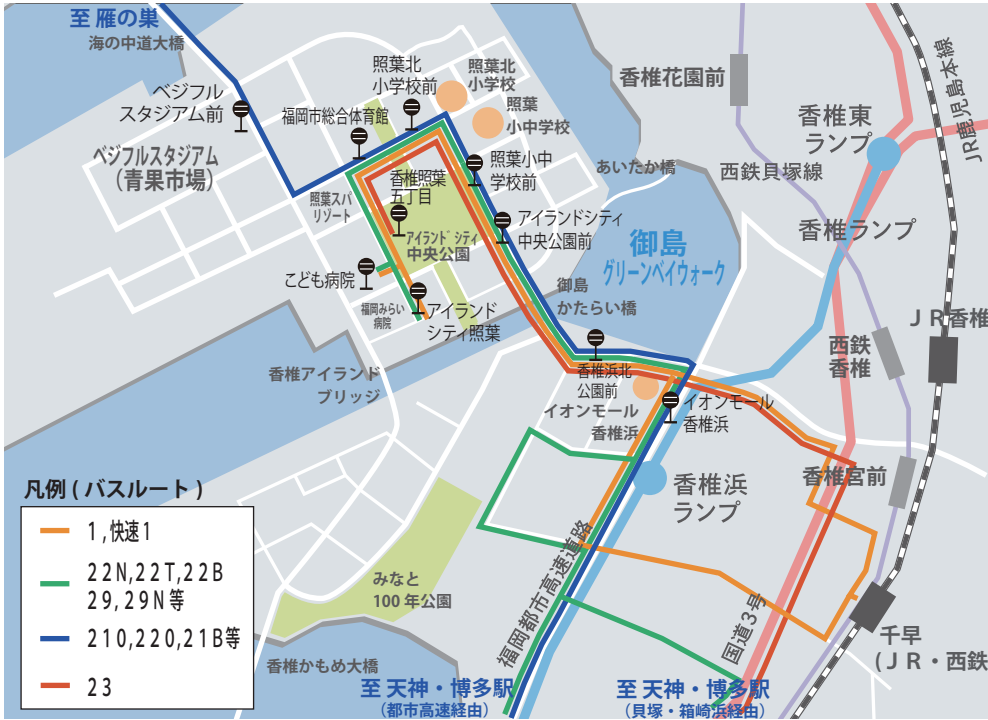 至 雁の巣
海の中道大橋
ベジフル
スタジアム前
福岡市総合体育館
照葉北
小学校前
照葉北
小学校
照葉
小中学校
ベジフルスタジアム
(青果市場)
照葉スパ
リゾート
香椎照葉
五丁目
照葉小中
学校前
アイランドシティ
中央公園
アイランドシティ
中央公園前
こども病院
福岡みらい
病院
アイランド
シティ照葉
あいたか橋
御島
グリーンベイウォーク
御島
かたらい橋
香椎花園前
西鉄貝塚線
香椎東
ランプ
JR鹿児島本線
香椎ランプ
JR香椎
西鉄
香椎
香椎アイランド
ブリッジ
香椎浜北
公園前
イオンモール
香椎浜
イオンモール
香椎浜
香椎浜
ランプ
香椎宮前
凡例(バスルート)
1,快速1
22N,22T,22B
29,29N等
210,220,21B等
23
みなと
100年公園
福岡都市高速道路
国道3号
千早
(JR・西鉄
香椎かもめ大橋
至 天神・博多駅
(都市高速経由)
至 天神・博多駅
(貝塚・箱崎浜経由)